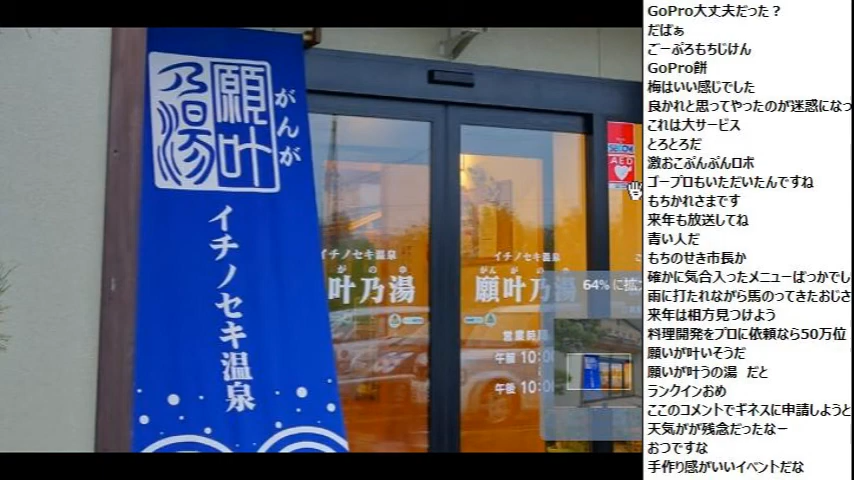 願叶
乃湯
がんが
イチノセキ温泉
イチノセキ温泉
がのゆ
叶乃湯
イチノセキ温泉
がんがの
願叶乃湯
営業時間
午前 10:0
午後 10:0
AED
64%に拡
GoPro大丈夫だった？
だばぁ
ごーぷろもちじけん
GoPro餅
梅はいい感じでした
良かれと思ってやったのが迷惑になっ
これは大サービス
とろとろだ
激おこぷんぷんロボ
ゴープロもいただいたんですね
もちかれさまです
来年も放送してね
青い人だ
もちのせき市長か
確かに気合入ったメニューばっかでし
雨に打たれながら馬のってきたおじさ
来年は相方見つけよう
料理開発をプロに依頼なら50万位
願いが叶いそうだ
願いが叶うの湯 だと
ランクインおめ
ここのコメントでギネスに申請しようと
天気がが残念だったなー
おつですな
手作り感がいいイベントだな